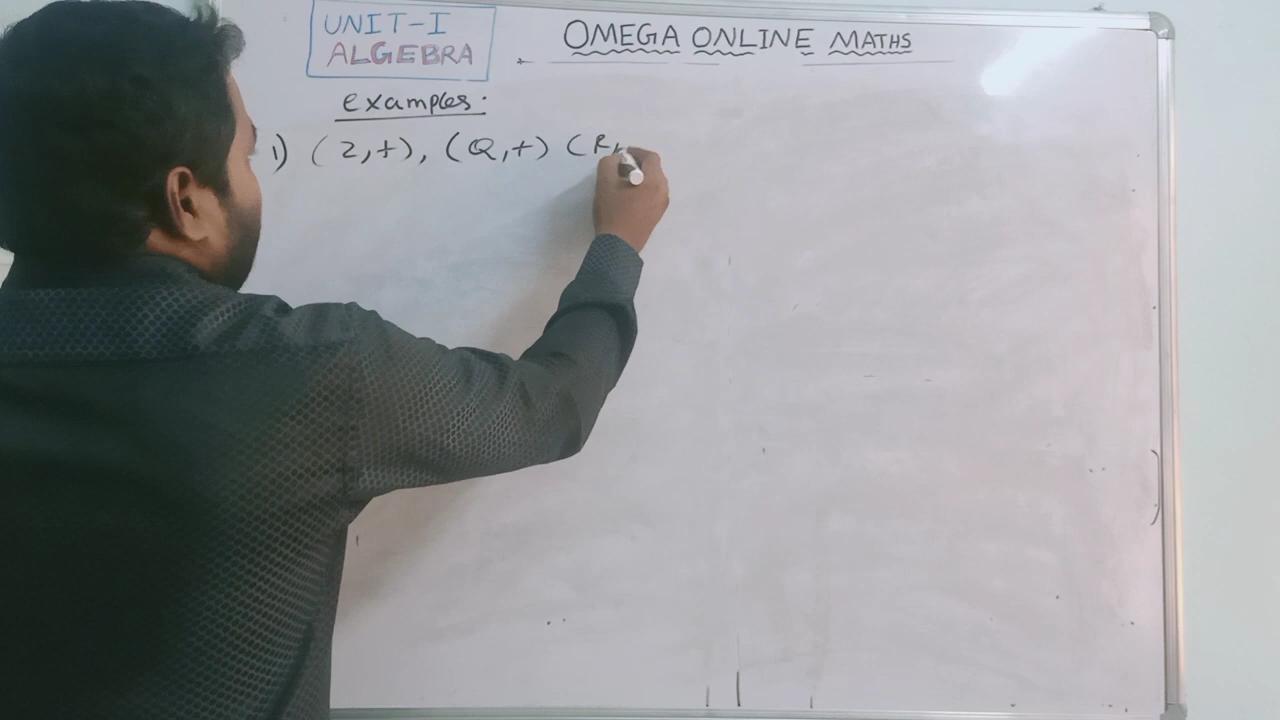 UNIT-I
ALGEBRA
OMEGA ONLINE MATHS
examples.
1) (Z,+), (Q,+) (R,